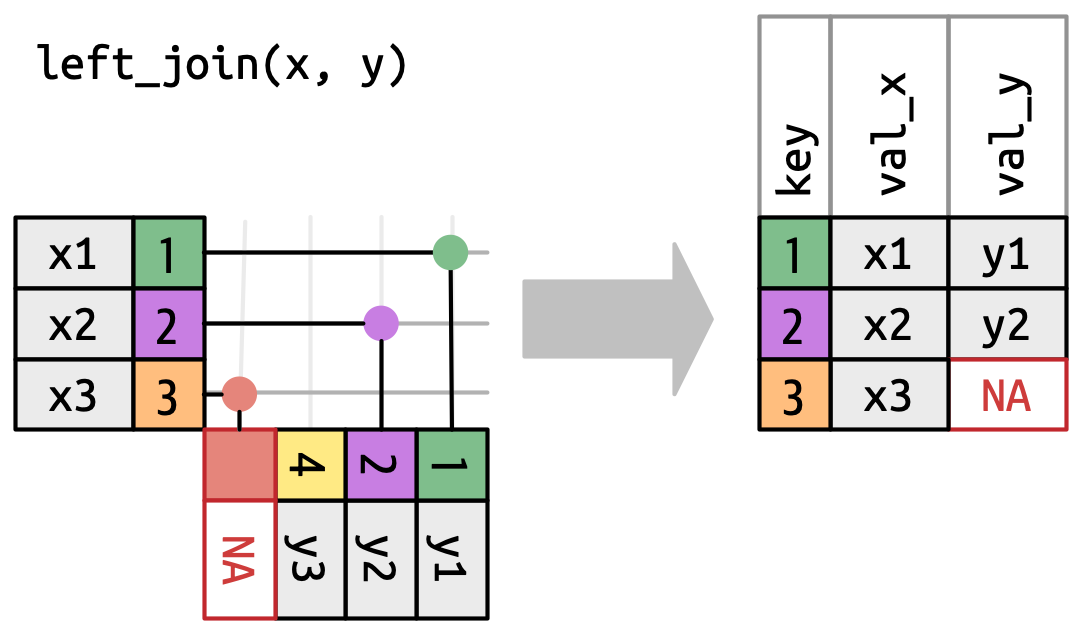 left_join(x, y)
key val_x val_y
x1 1
x2 2
x3 3
1 x1 y1
2 x2 y2
3 x3 NA
4 2 1
NA y3 y2 y1